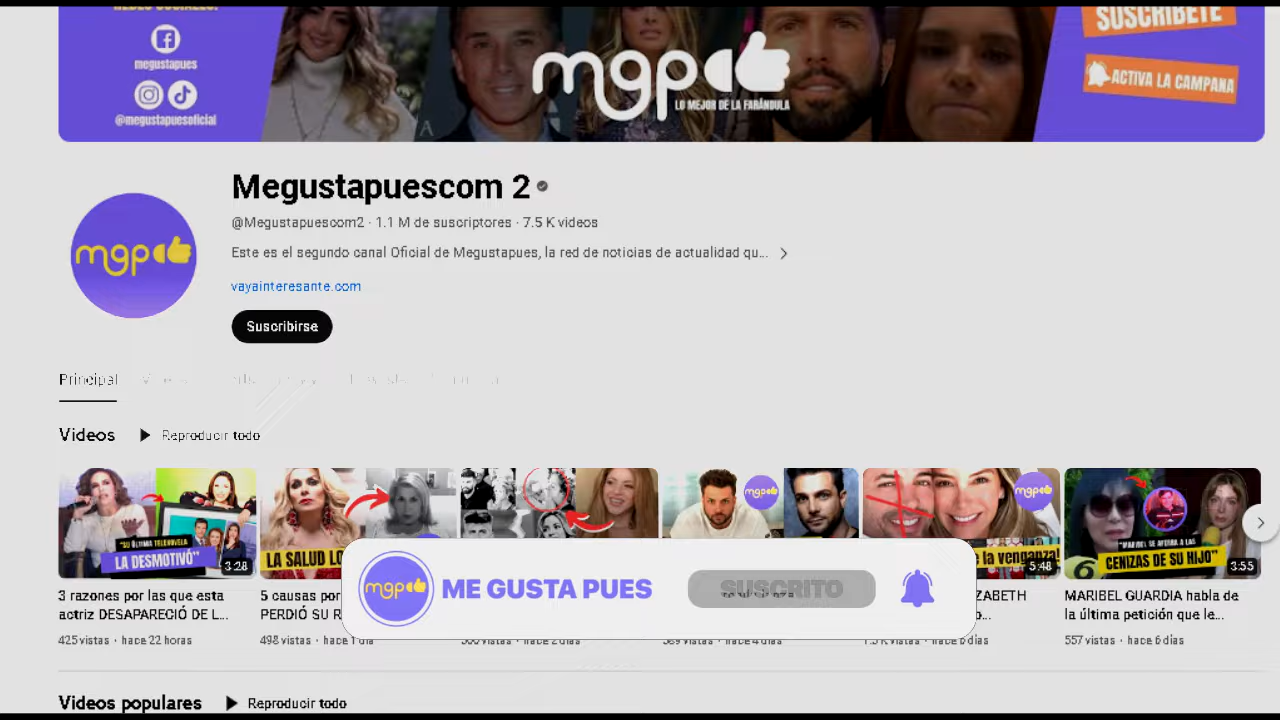 megustapues
@megustapuesoficial
mgp
LO MEJOR DE LA FARÁNDULA
SUSCRÍBETE
ACTIVA LA CAMPANA
mgp
Megustapuescom 2
@Megustapuescom2 · 1.1 M de suscriptores · 7.5 K videos
Este es el segundo canal Oficial de Megustapues, la red de noticias de actualidad qu...
vayainteresante.com
Suscribirse
Principal
Videos
Reproducir todo
"SU ÚLTIMA TELENOVELA
LA DESMOTIVÓ"
3:28
LA SALUD
mgp
mgp
la venganza!
5:48
"MARIBEL SE AFERRA A LAS
CENIZAS DE SU HIJO"
3:55
3 razones por las que esta
actriz DESAPARECIÓ DE L...
425 vistas · hace 22 horas
5 causas por
PERDIÓ SU R
498 vistas · hace 1 día
mgp
ME GUSTA PUES
SUSCRITO
MARIBEL GUARDIA habla de
la última petición que le...
557 vistas · hace 6 días
Videos populares
Reproducir todo